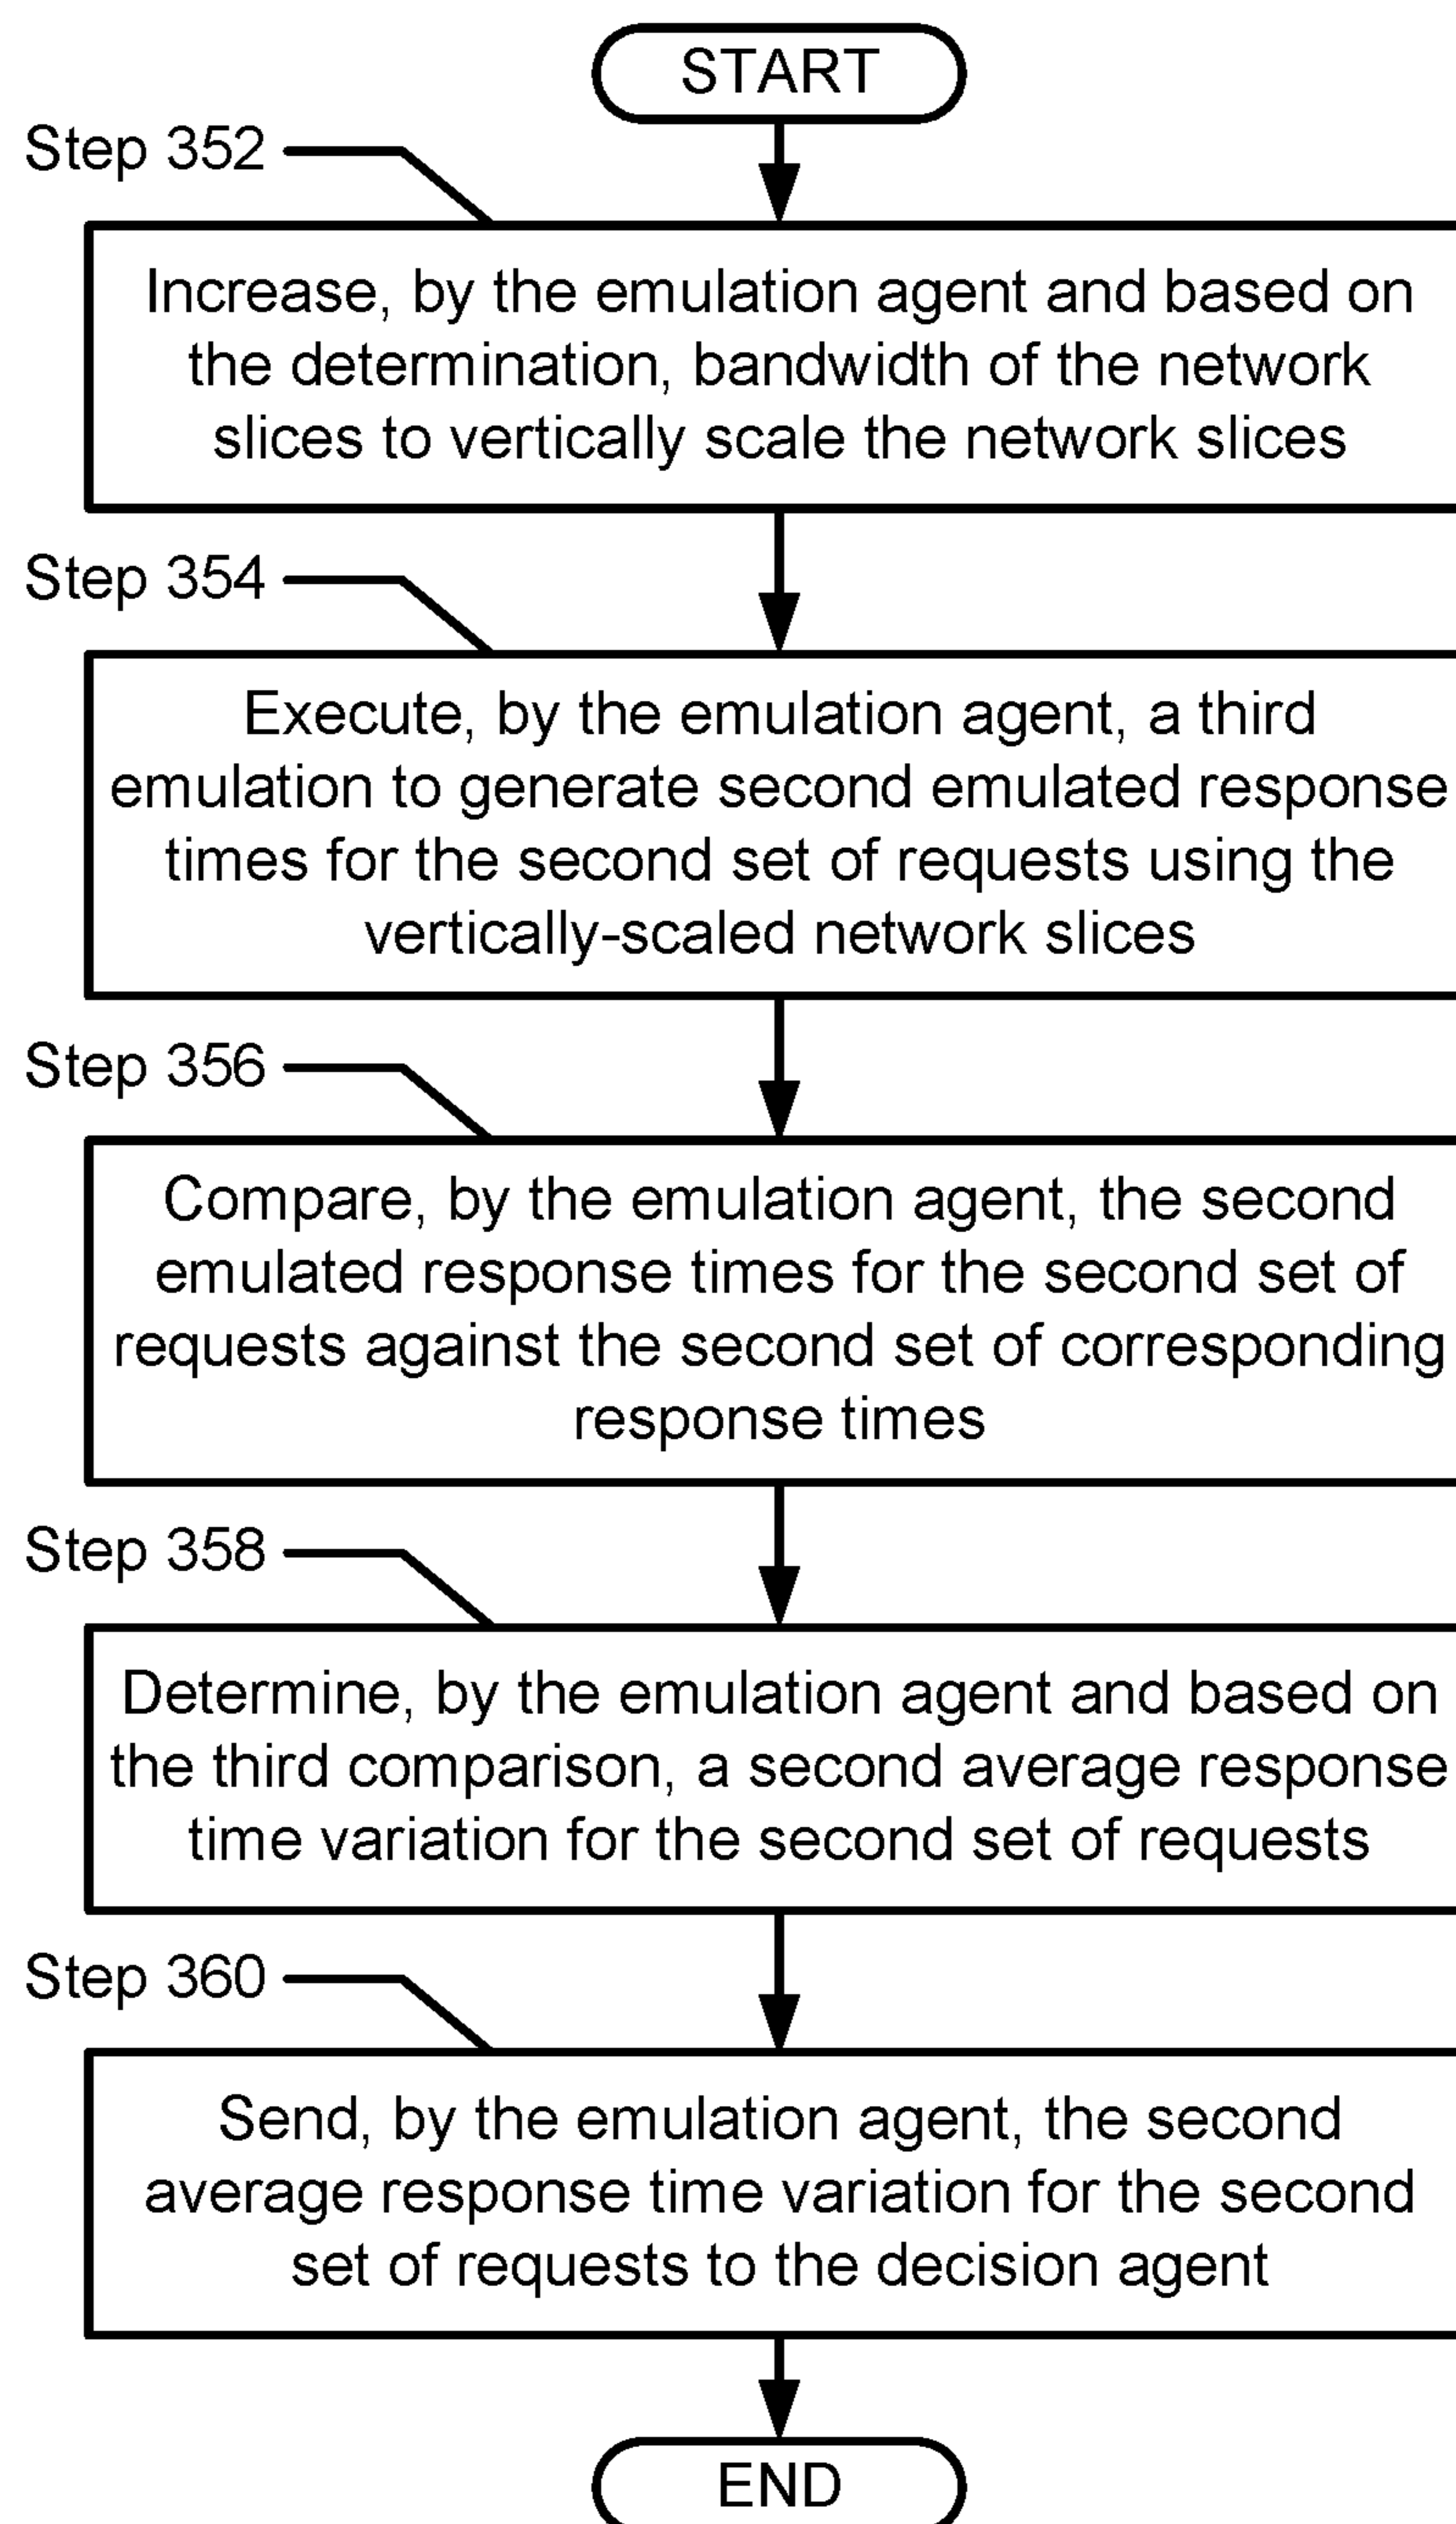 START
Step 352
Increase, by the emulation agent and based on
the determination, bandwidth of the network
slices to vertically scale the network slices
Step 354
Execute, by the emulation agent, a third
emulation to generate second emulated response
times for the second set of requests using the
vertically-scaled network slices
Step 356
Compare, by the emulation agent, the second
emulated response times for the second set of
requests against the second set of corresponding
response times
Step 358
Determine, by the emulation agent and based on
the third comparison, a second average response
time variation for the second set of requests
Step 360
Send, by the emulation agent, the second
average response time variation for the second
set of requests to the decision agent
END